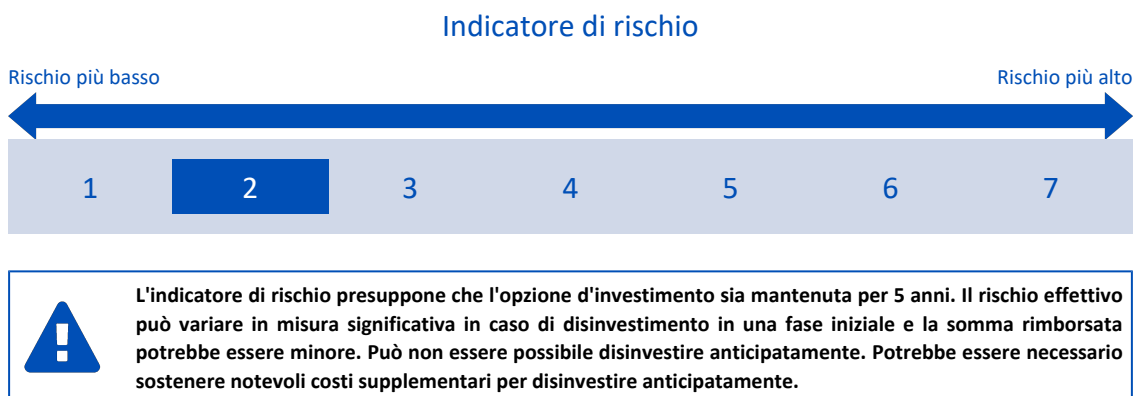 Indicatore di rischio
Rischio più basso
Rischio più alto
1 2 3 4 5 6 7
L'indicatore di rischio presuppone che l'opzione d'investimento sia mantenuta per 5 anni. Il rischio effettivo
può variare in misura significativa in caso di disinvestimento in una fase iniziale e la somma rimborsata
potrebbe essere minore. Può non essere possibile disinvestire anticipatamente. Potrebbe essere necessario
sostenere notevoli costi supplementari per disinvestire anticipatamente.